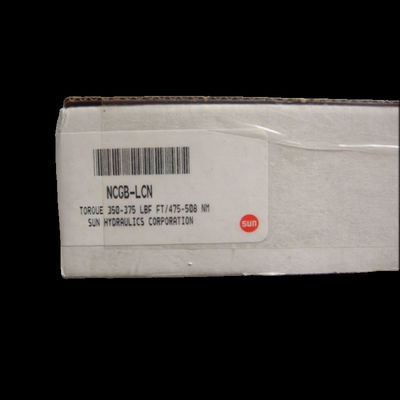 NCGB-LCN
TORQUE 350-375 LBF FT/475-508 NM
SUN HYDRAULICS CORPORATION
sun